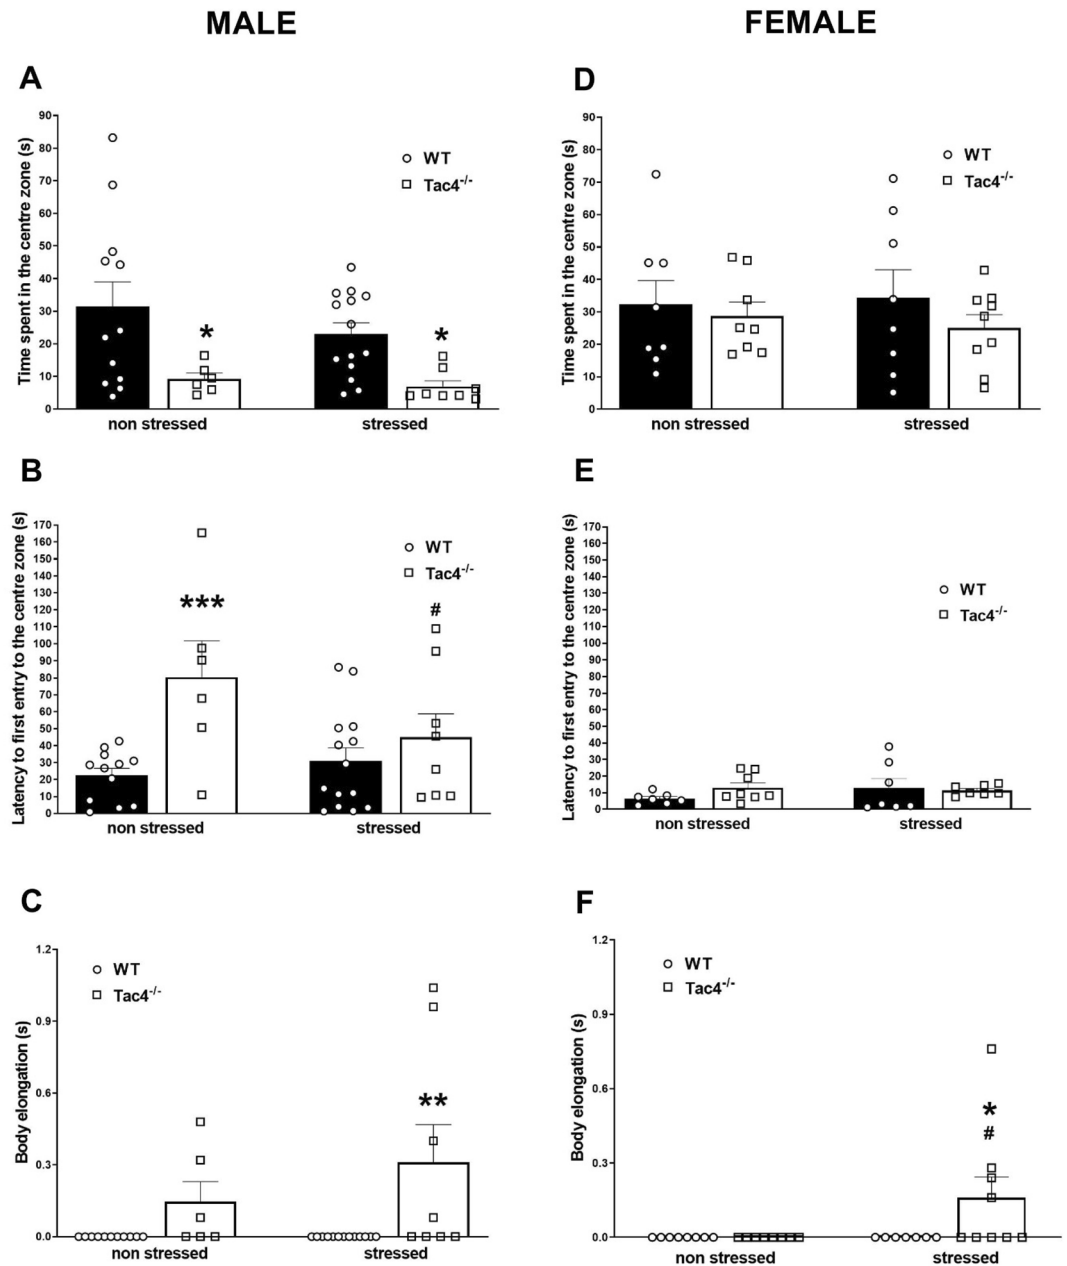 MALE
FEMALE
A
Time spent in the centre zone (s)
90
80
70
60
50
40
30
20
10
0
WT
Tac4-/-
*
*
non stressed
stressed
D
Time spent in the centre zone (s)
90
80
70
60
50
40
30
20
10
0
WT
Tac4-/-
non stressed
stressed
B
Latency to first entry to the centre zone (s)
170
160
150
140
130
120
110
100
90
80
70
60
50
40
30
20
10
0
WT
Tac4-/-
***
#
non stressed
stressed
E
Latency to first entry to the centre zone (s)
170
160
150
140
130
120
110
100
90
80
70
60
50
40
30
20
10
0
WT
Tac4-/-
non stressed
stressed
C
Body elongation (s)
1.2
0.9
0.6
0.3
0.0
WT
Tac4-/-
**
non stressed
stressed
F
Body elongation (s)
1.2
0.9
0.6
0.3
0.0
WT
Tac4-/-
*
#
non stressed
stressed